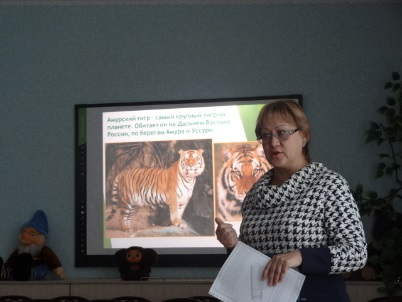 Амурский тигр - самый крупный тигр на
планете. Обитает он на Дальнем Востоке
России, по берегам Амура и Уссури.